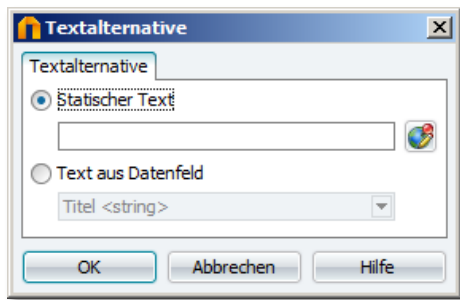 Textalternative
Textalternative
Statischer Text
Text aus Datenfeld
Titel <string>
OK Abbrechen Hilfe